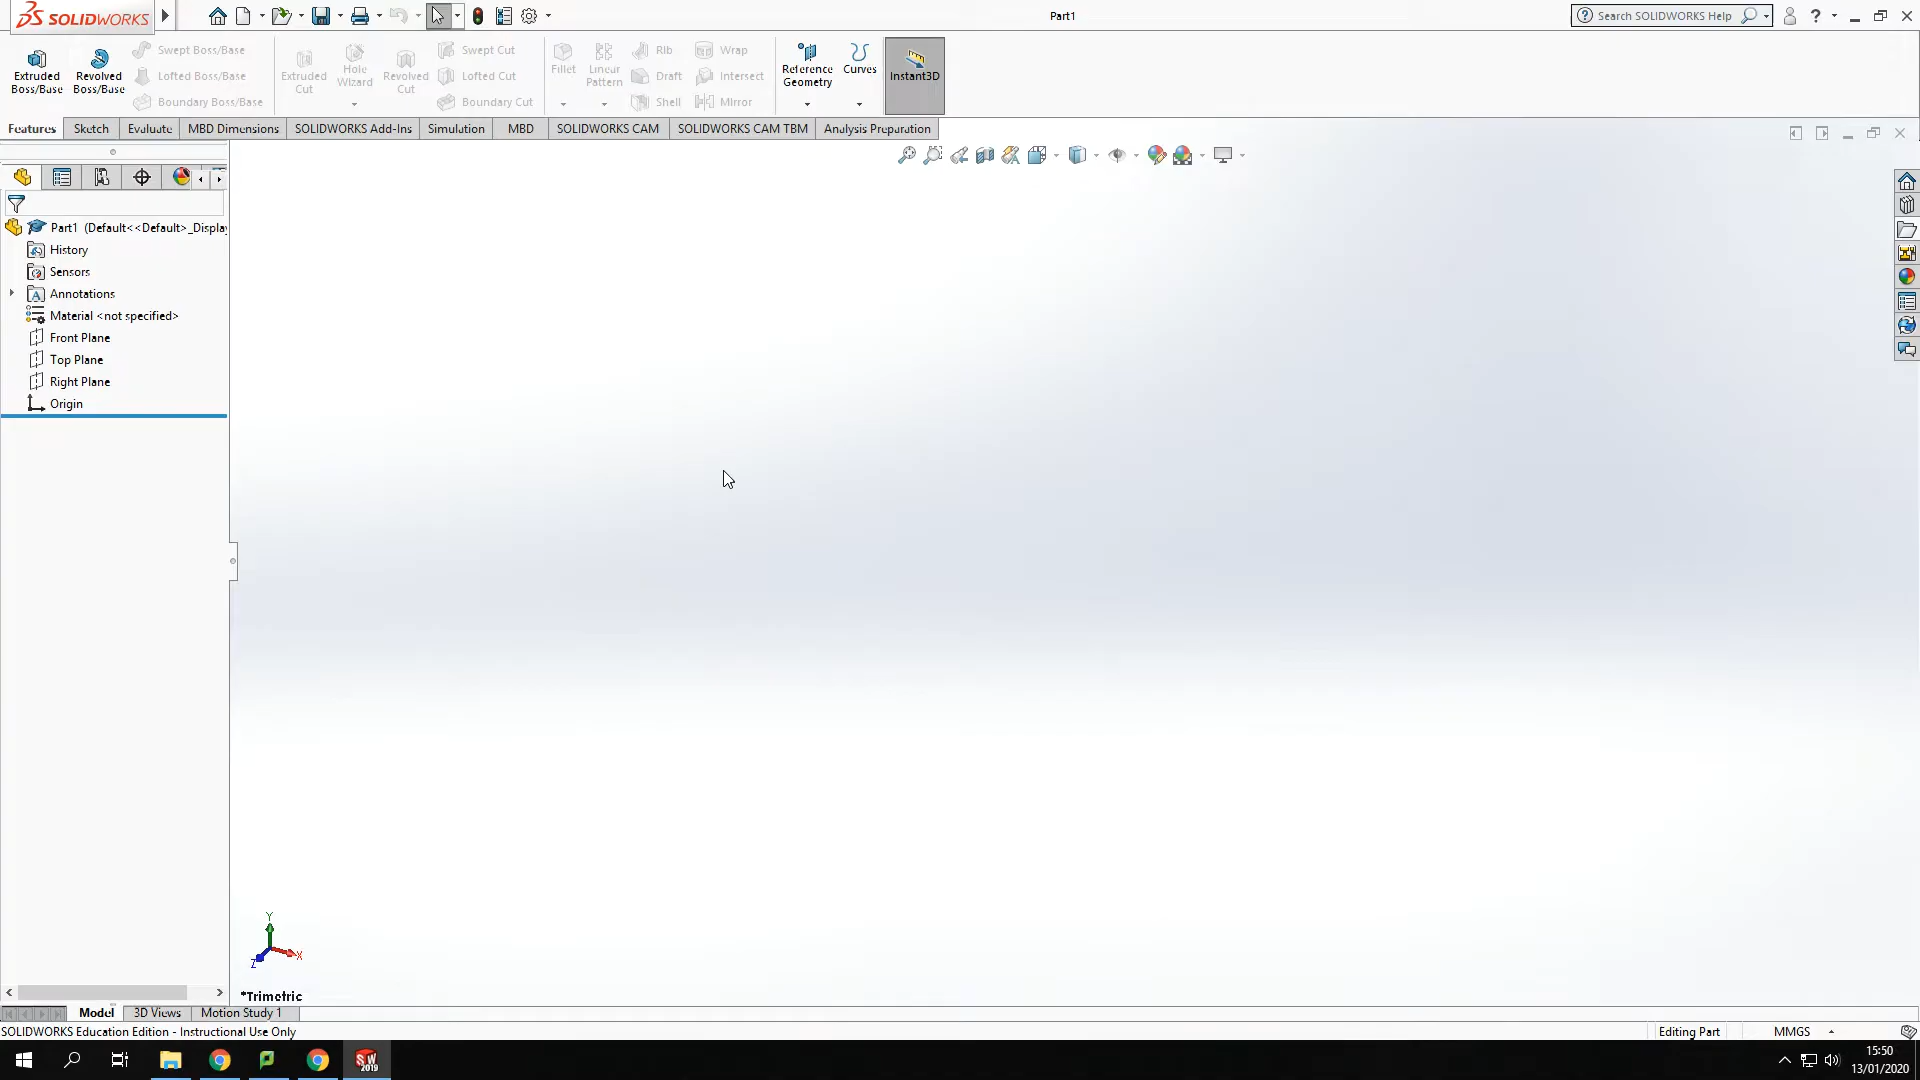 SOLIDWORKS
Part1
Search SOLIDWORKS Help
Extruded Boss/Base
Revolved Boss/Base
Swept Boss/Base
Lofted Boss/Base
Boundary Boss/Base
Extruded Cut
Hole Wizard
Revolved Cut
Swept Cut
Lofted Cut
Boundary Cut
Fillet
Linear Pattern
Rib
Draft
Shell
Wrap
Intersect
Mirror
Reference Geometry
Curves
Instant3D
Features
Sketch
Evaluate
MBD Dimensions
SOLIDWORKS Add-Ins
Simulation
MBD
SOLIDWORKS CAM
SOLIDWORKS CAM TBM
Analysis Preparation
Part1 (Default<<Default>_Display
History
Sensors
Annotations
Material <not specified>
Front Plane
Top Plane
Right Plane
Origin
Y
X
Z
*Trimetric
Model
3D Views
Motion Study 1
SOLIDWORKS Education Edition - Instructional Use Only
Editing Part
MMGS
SW
2019
15:50
13/01/2020